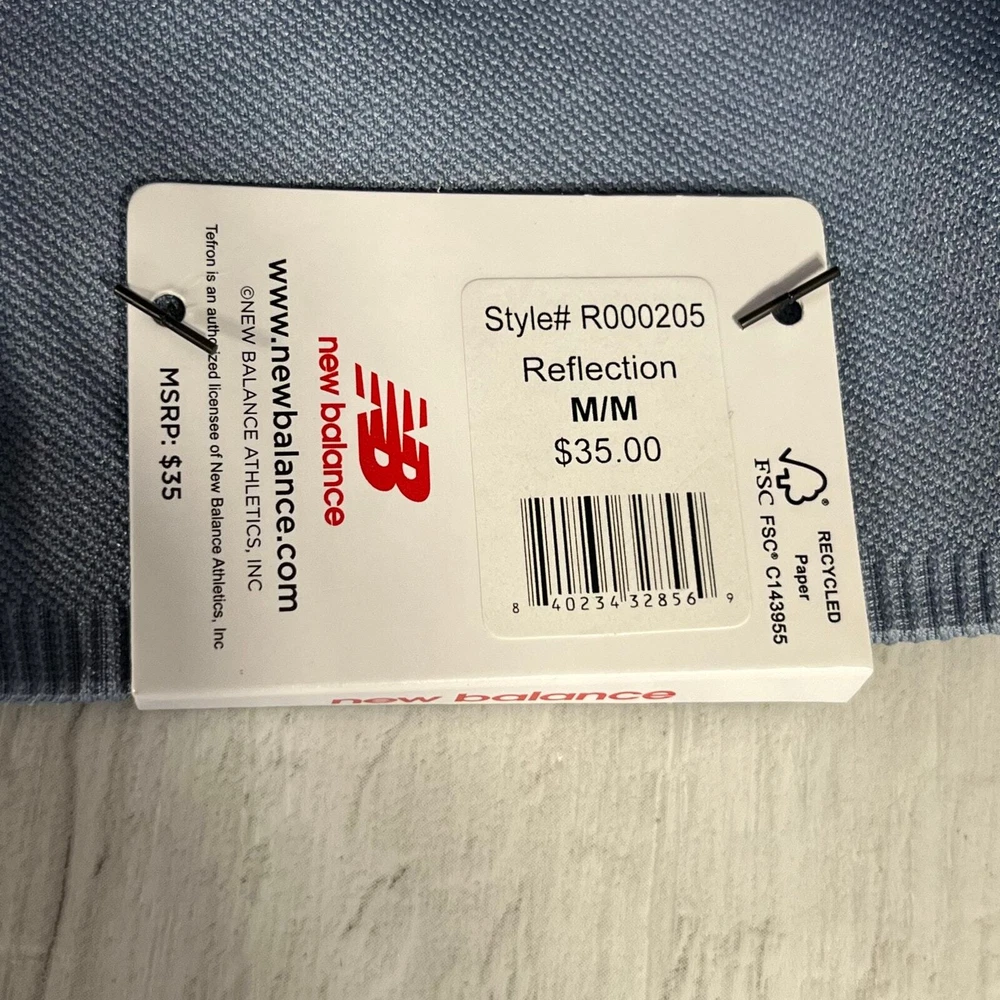 Style# R000205
Reflection
M/M
$35.00
8 40234 32856 9
new balance
www.newbalance.com
©NEW BALANCE ATHLETICS, INC
Tefron is an authorized licensee of New Balance Athletics, Inc
MSRP: $35
RECYCLED
Paper
FSC® C143955
FSC
®
new balance